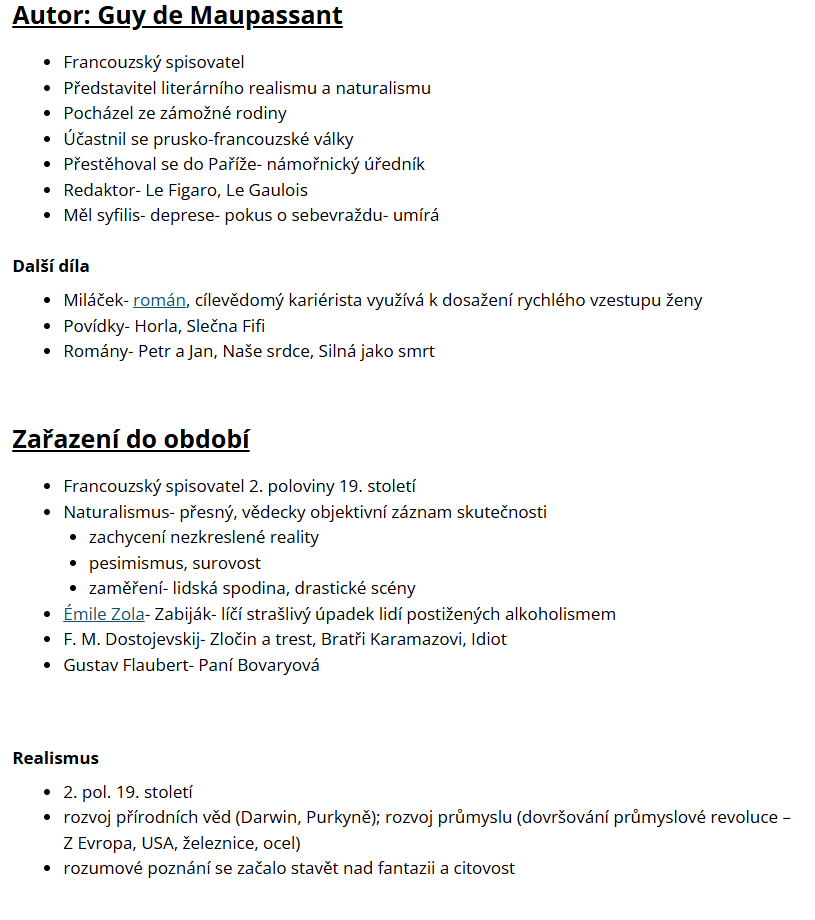 Autor: Guy de Maupassant
Francouzský spisovatel
Představitel literárního realismu a naturalismu
Pocházel ze zámožné rodiny
Účastnil se prusko-francouzské války
Přestěhoval se do Paříže- námořnický úředník
Redaktor- Le Figaro, Le Gaulois
Měl syfilis- deprese- pokus o sebevraždu- umírá
Další díla
Miláček- román, cílevědomý kariérista využívá k dosažení rychlého vzestupu ženy
Povídky- Horla, Slečna Fifi
Romány- Petr a Jan, Naše srdce, Silná jako smrt
Zařazení do období
Francouzský spisovatel 2. poloviny 19. století
Naturalismus- přesný, vědecky objektivní záznam skutečnosti
zachycení nezkreslené reality
pesimismus, surovost
zaměření- lidská spodina, drastické scény
Émile Zola- Zabiják- líčí strašlivý úpadek lidí postižených alkoholismem
F. M. Dostojevskij- Zločin a trest, Bratři Karamazovi, Idiot
Gustav Flaubert- Paní Bovaryová
Realismus
2. pol. 19. století
rozvoj přírodních věd (Darwin, Purkyně); rozvoj průmyslu (dovršování průmyslové revoluce –
Z Evropa, USA, železnice, ocel)
rozumové poznání se začalo stavět nad fantazii a citovost